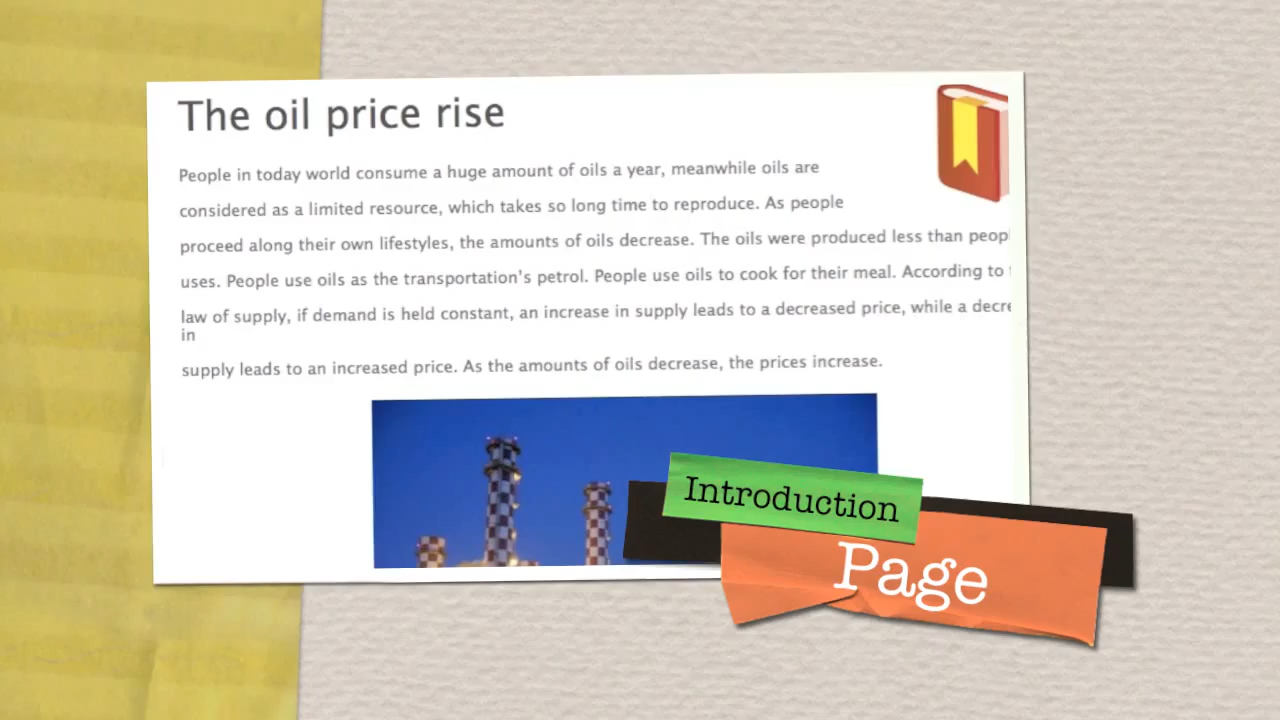 The oil price rise
People in today world consume a huge amount of oils a year, meanwhile oils are
considered as a limited resource, which takes so long time to reproduce. As people
proceed along their own lifestyles, the amounts of oils decrease. The oils were produced less than peopl
uses. People use oils as the transportation's petrol. People use oils to cook for their meal. According to
law of supply, if demand is held constant, an increase in supply leads to a decreased price, while a decre
in
supply leads to an increased price. As the amounts of oils decrease, the prices increase.
Introduction
Page